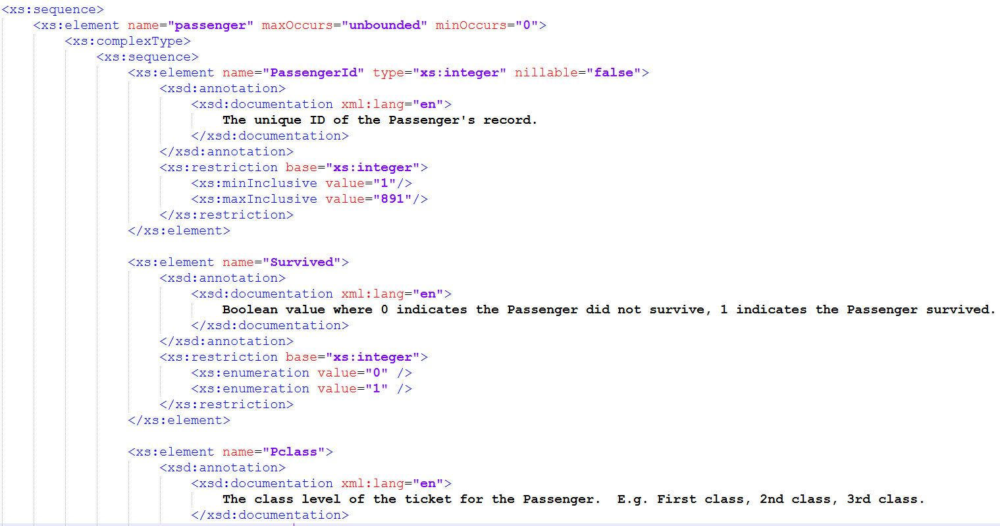 <xs:sequence>
<xs:element name="passenger" maxOccurs="unbounded" minOccurs="0">
<xs:complexType>
<xs:sequence>
<xs:element name="PassengerId" type="xs:integer" nillable="false">
<xsd:annotation>
<xsd:documentation xml:lang="en">
The unique ID of the Passenger's record.
</xsd:documentation>
</xsd:annotation>
<xs:restriction base="xs:integer">
<xs:minInclusive value="1"/>
<xs:maxInclusive value="891"/>
</xs:restriction>
</xs:element>
<xs:element name="Survived">
<xsd:annotation>
<xsd:documentation xml:lang="en">
Boolean value where 0 indicates the Passenger did not survive, 1 indicates the Passenger survived.
</xsd:documentation>
</xsd:annotation>
<xs:restriction base="xs:integer">
<xs:enumeration value="0" />
<xs:enumeration value="1" />
</xs:restriction>
</xs:element>
<xs:element name="Pclass">
<xsd:annotation>
<xsd:documentation xml:lang="en">
The class level of the ticket for the Passenger.  E.g. First class, 2nd class, 3rd class.
</xsd:documentation>